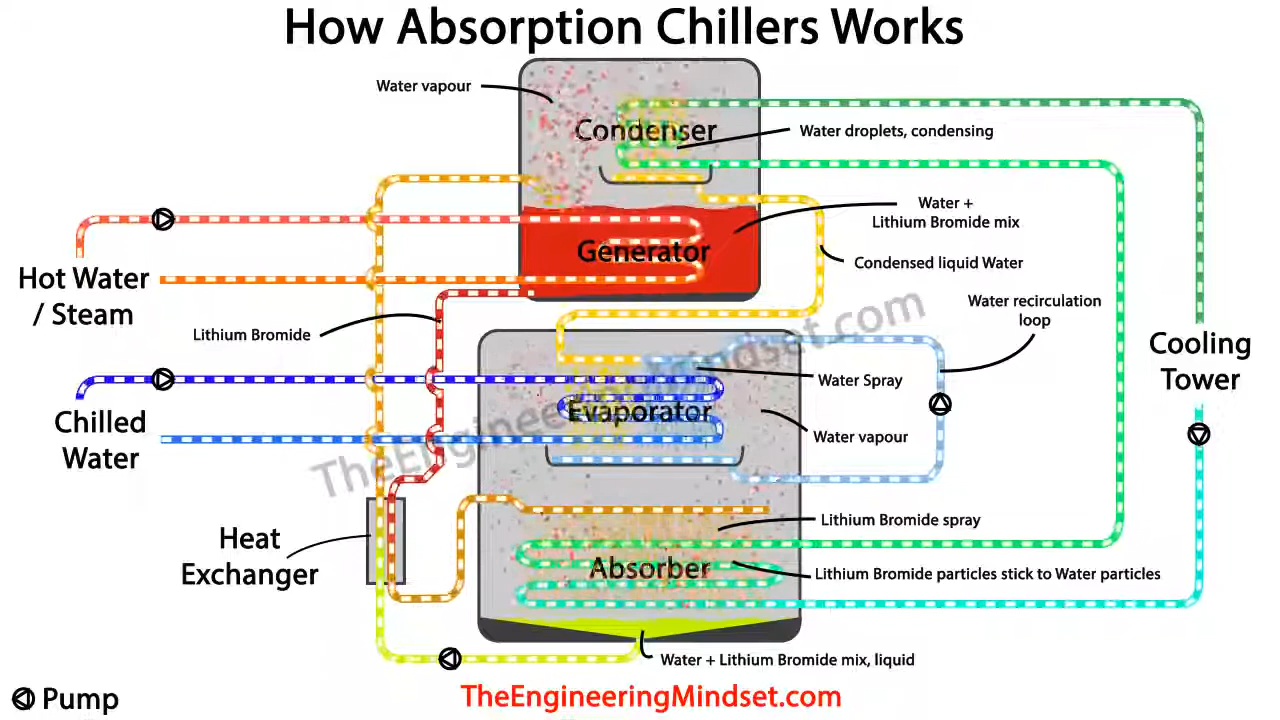 How Absorption Chillers Works
Water vapour
Condenser
Water droplets, condensing
Water +
Lithium Bromide mix
Generator
Condensed liquid Water
Hot Water
/ Steam
Water recirculation
loop
Lithium Bromide
Cooling
Tower
Water Spray
Chilled
Water
Evaporator
Water vapour
TheEngineeringMindset.com
Lithium Bromide spray
Heat
Exchanger
Absorber
Lithium Bromide particles stick to Water particles
Water + Lithium Bromide mix, liquid
Pump
TheEngineeringMindset.com